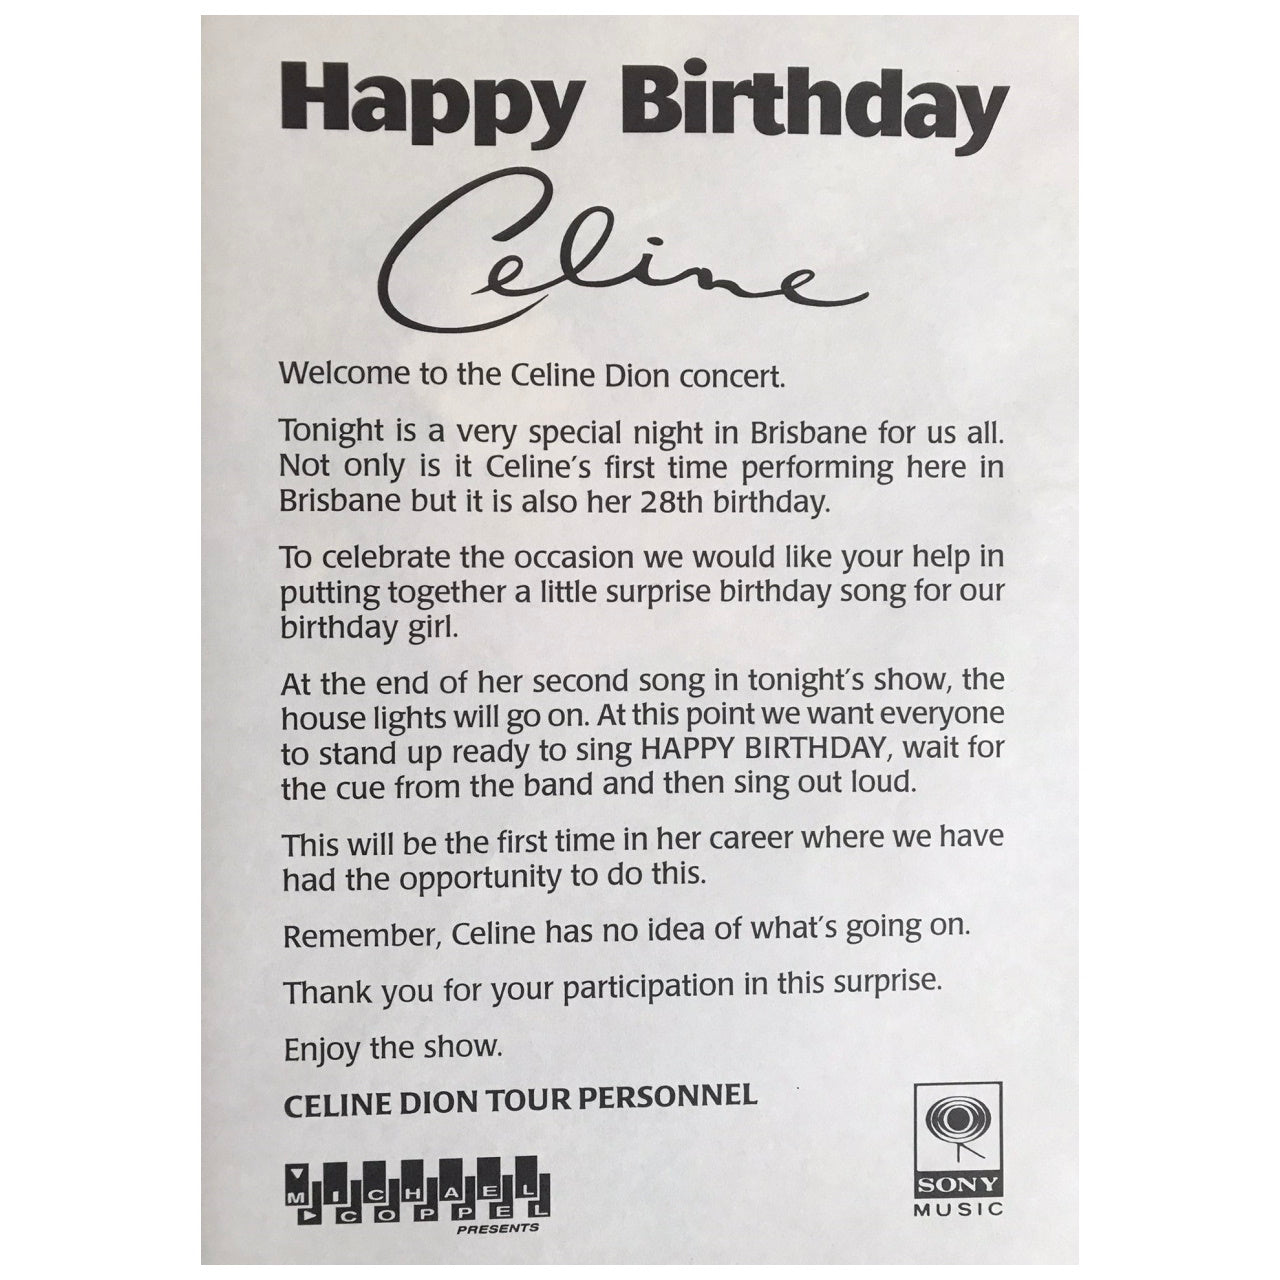 Happy Birthday
Celine
Welcome to the Celine Dion concert.
Tonight is a very special night in Brisbane for us all.
Not only is it Celine's first time performing here in
Brisbane but it is also her 28th birthday.
To celebrate the occasion we would like your help in
putting together a little surprise birthday song for our
birthday girl.
At the end of her second song in tonight's show, the
house lights will go on. At this point we want everyone
to stand up ready to sing HAPPY BIRTHDAY, wait for
the cue from the band and then sing out loud.
This will be the first time in her career where we have
had the opportunity to do this.
Remember, Celine has no idea of what's going on.
Thank you for your participation in this surprise.
Enjoy the show.
CELINE DION TOUR PERSONNEL
MICHAEL
COPPEL
PRESENTS
SONY
MUSIC